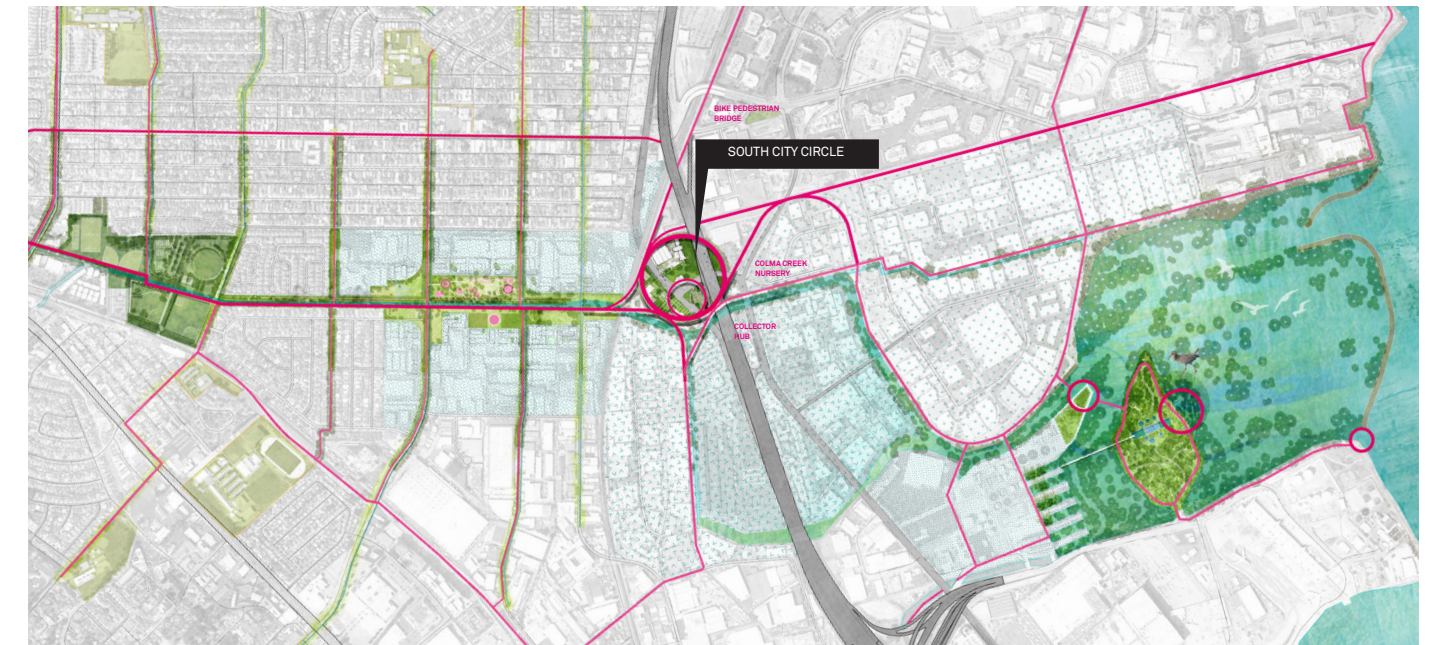 BIKE PEDESTRIAN
BRIDGE
SOUTH CITY CIRCLE
COLMA CREEK
NURSERY
COLLECTOR
HUB